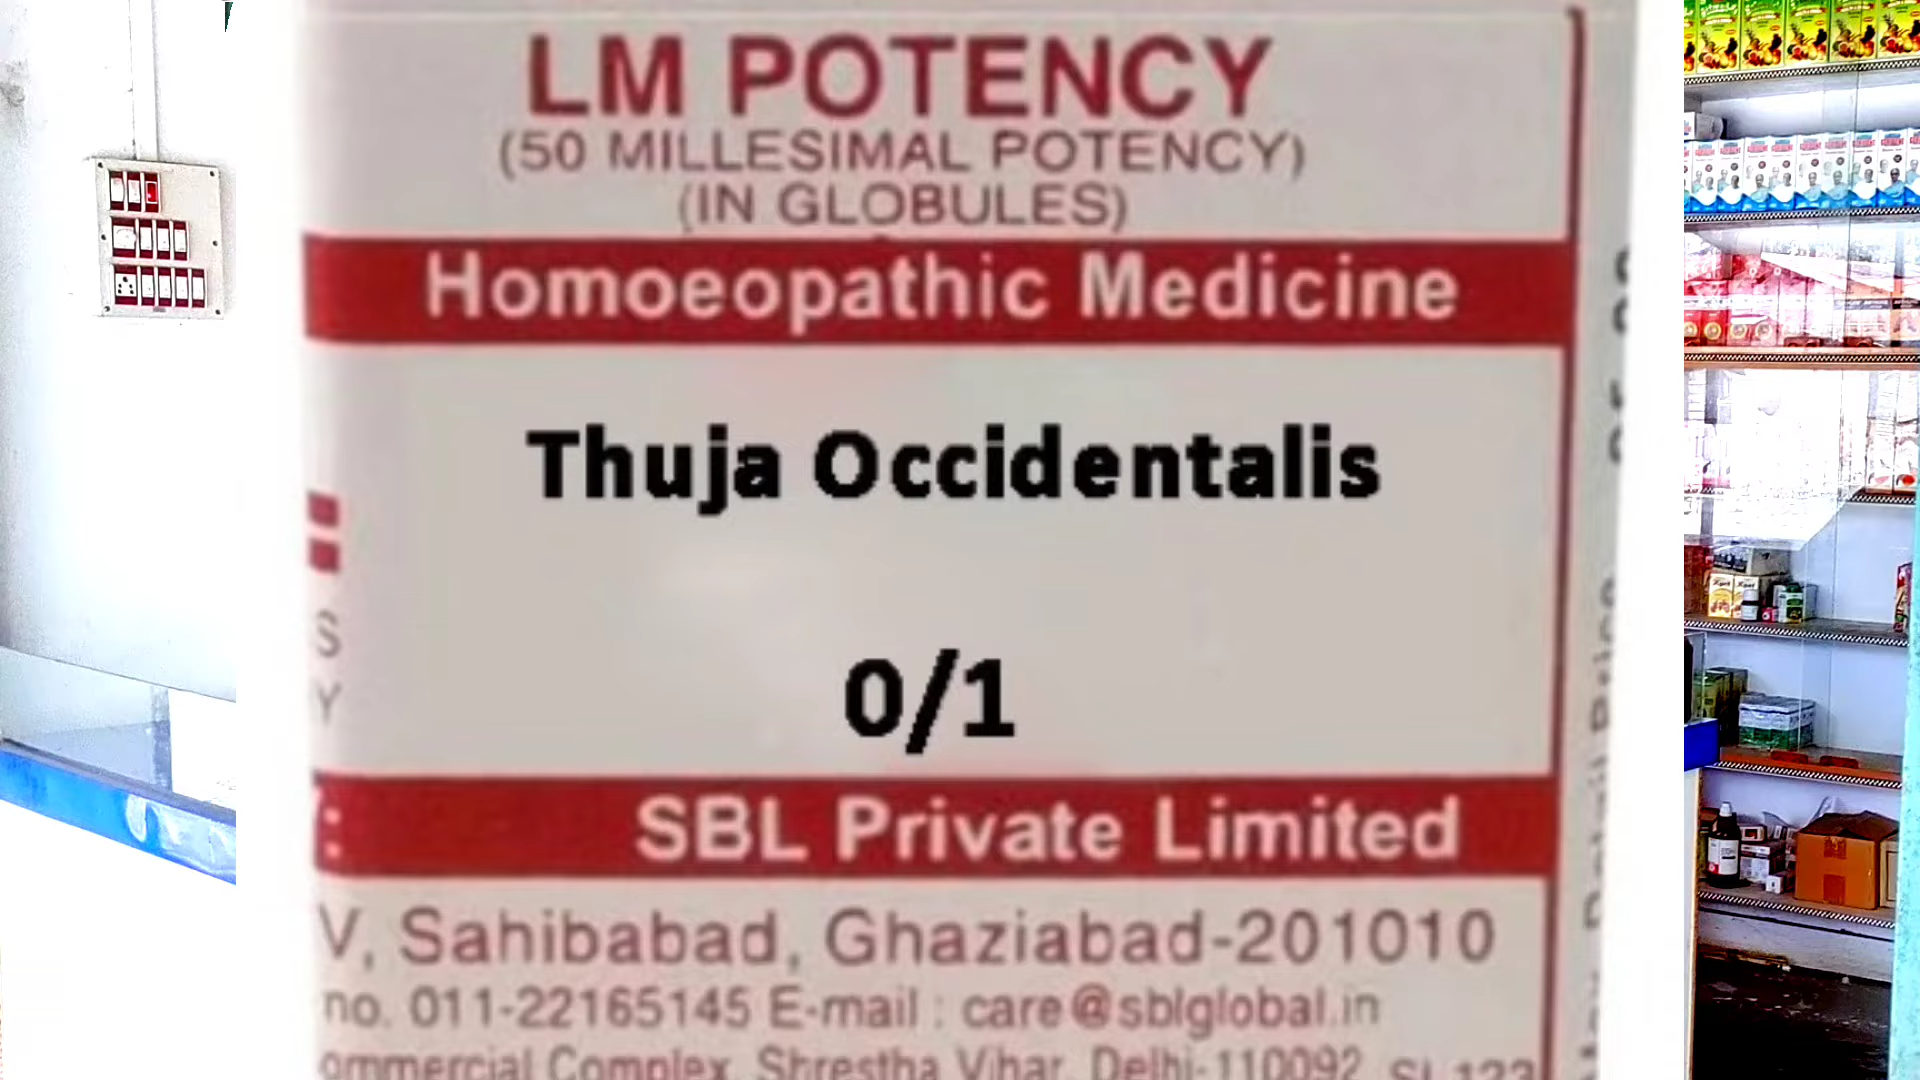 LM POTENCY
(50 MILLESIMAL POTENCY)
(IN GLOBULES)
Homoeopathic Medicine
Thuja Occidentalis
0/1
S
Y
:
SBL Private Limited
V, Sahibabad, Ghaziabad-201010
no. 011-22165145 E-mail : care@sblglobal.in
ommercial Complex, Shrestha Vihar, Delhi-110092